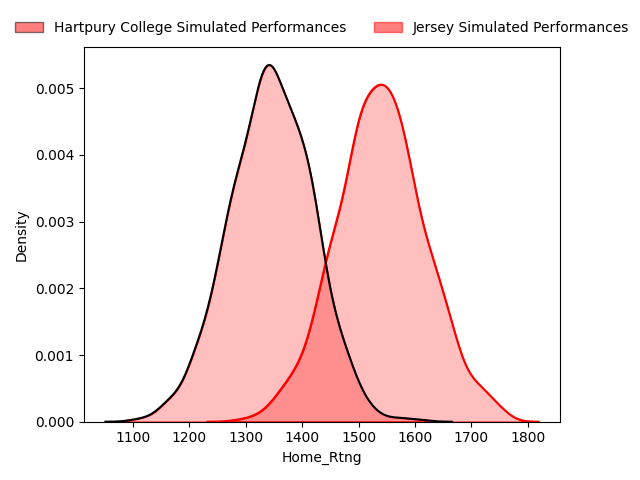 Hartpury College Simulated Performances Jersey Simulated Performances
0.005
0.004
0.003
0.002
0.001
0.000
Density
1100 1200 1300 1400 1500 1600 1700 1800
Home_Rtng